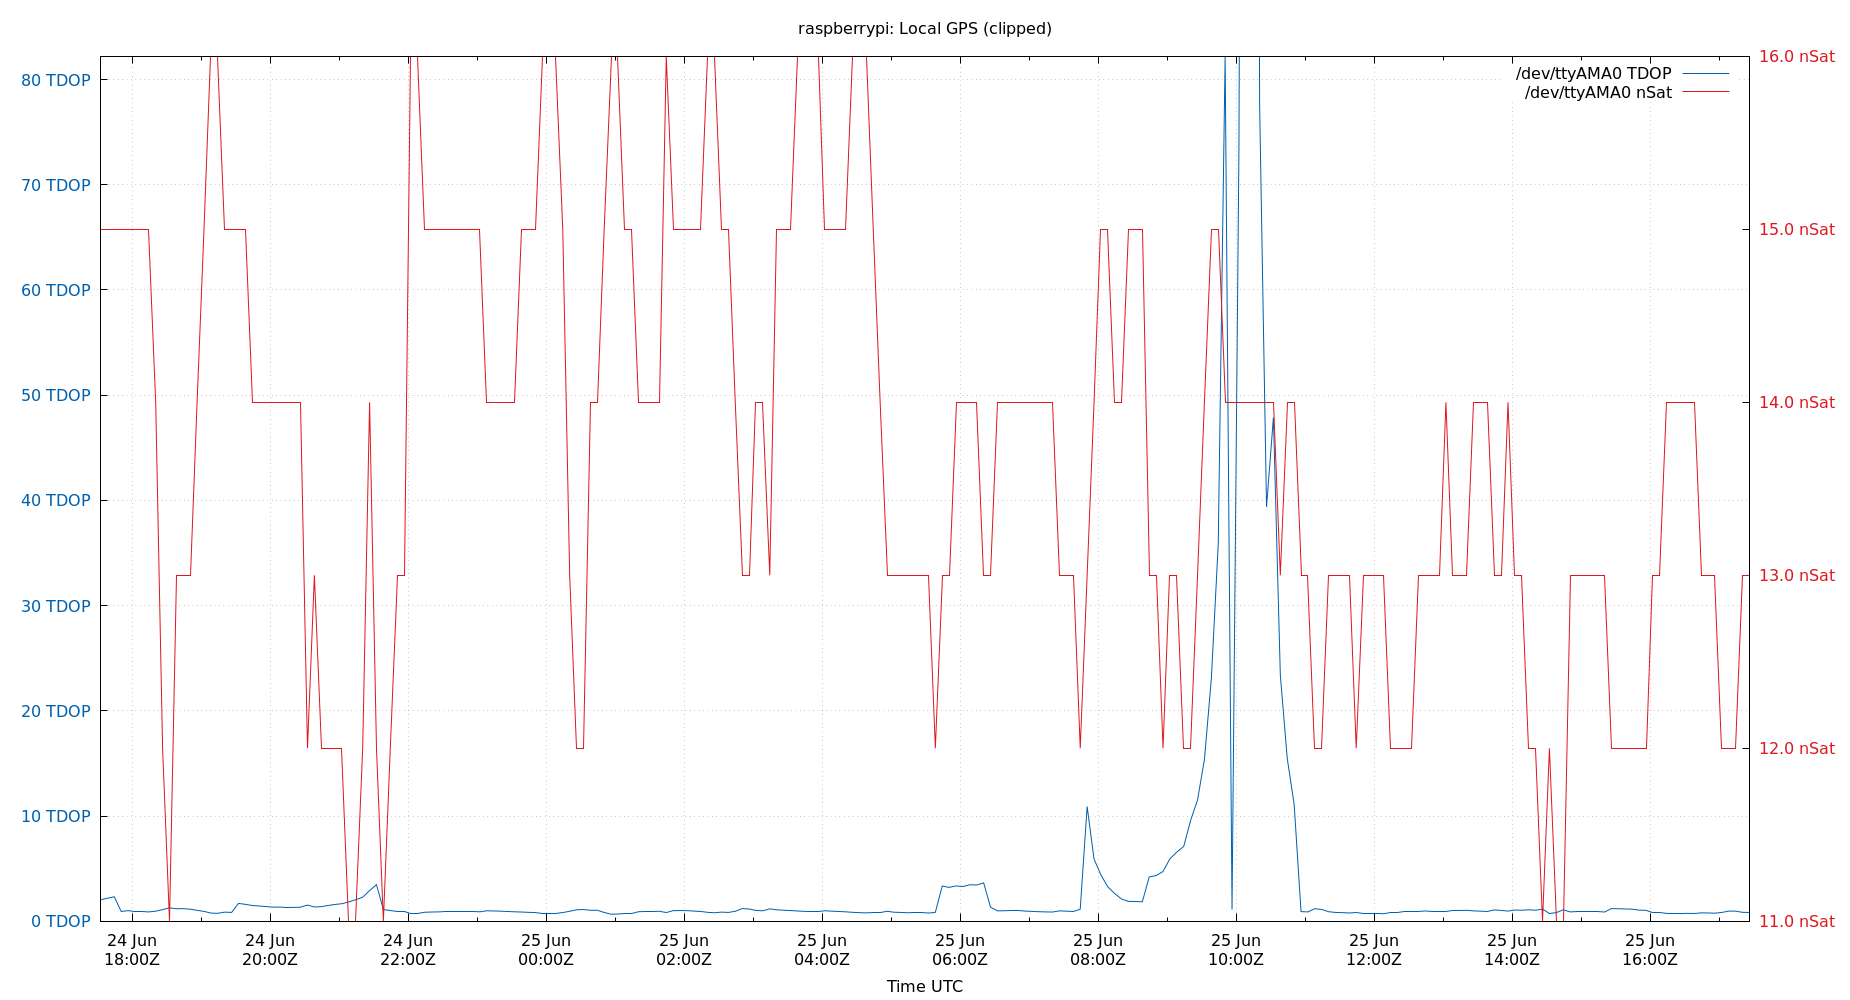 raspberrypi: Local GPS (clipped)
/dev/ttyAMA0 TDOP
/dev/ttyAMA0 nSat
80 TDOP
70 TDOP
60 TDOP
50 TDOP
40 TDOP
30 TDOP
20 TDOP
10 TDOP
0 TDOP
16.0 nSat
15.0 nSat
14.0 nSat
13.0 nSat
12.0 nSat
11.0 nSat
24 Jun 24 Jun 24 Jun 25 Jun 25 Jun 25 Jun 25 Jun 25 Jun 25 Jun 25 Jun 25 Jun 25 Jun
18:00Z 20:00Z 22:00Z 00:00Z 02:00Z 04:00Z 06:00Z 08:00Z 10:00Z 12:00Z 14:00Z 16:00Z
Time UTC